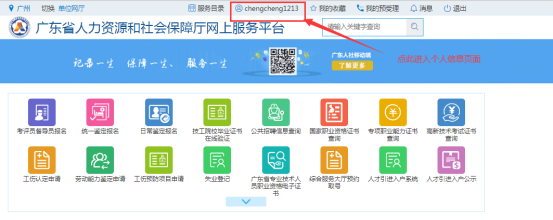 广州 切换 单位网厅 服务目录 chengcheng1213 我的收藏 我的预受理 消息 退出
广东省人力资源和社会保障厅网上服务平台
请输入关键字查询
记录一生 保障一生、服务一生
广东人社移动端
了解更多
点此进入个人信息页面
考评员督导员报名 统一鉴定报名 日常鉴定报名 技工院校毕业证书 公共招聘信息查询 国家职业资格证书 专项职业能力证书 高新技术考试证书
在线验证 查询 查询 查询
工伤认定申请 劳动能力鉴定申请 工伤预防项目申请 失业登记 广东省专业技术人 综合服务大厅预约 人才引进入户系统 人才引进入户公示
员职业资格电子证 取号
书